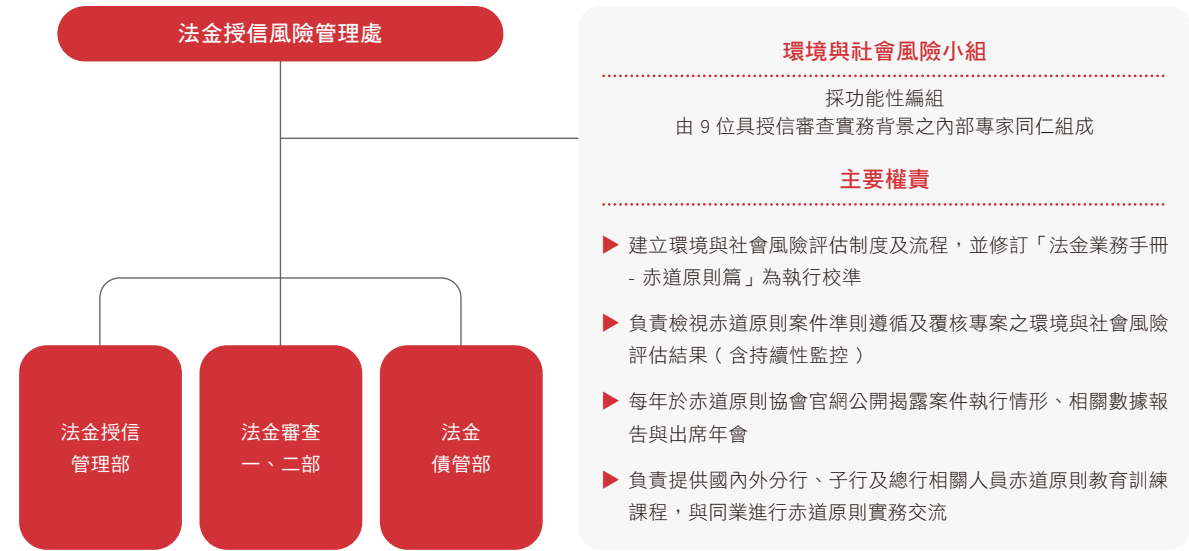 法金授信風險管理處
環境與社會風險小組
採功能性編組
由 9 位具授信審查實務背景之內部專家同仁組成
主要權責
建立環境與社會風險評估制度及流程，並修訂「法金業務手冊
- 赤道原則篇」為執行校準
負責檢視赤道原則案件準則遵循及覆核專案之環境與社會風險
評估結果（含持續性監控）
每年於赤道原則協會官網公開揭露案件執行情形、相關數據報
告與出席年會
負責提供國內外分行、子行及總行相關人員赤道原則教育訓練
課程，與同業進行赤道原則實務交流
法金授信
管理部
法金審查
一、二部
法金
債管部